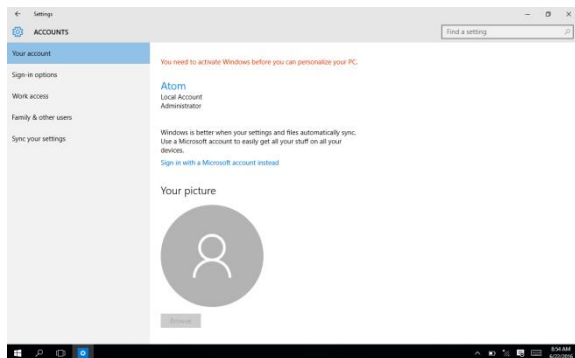 Settings
ACCOUNTS
Find a setting
Your account
Sign-in options
Work access
Family & other users
Sync your settings
You need to activate Windows before you can personalize your PC.
Atom
Local Account
Administrator
Windows is better when your settings and files automatically sync.
Use a Microsoft account to easily get all your stuff on all your
devices.
Sign in with a Microsoft account instead
Your picture
Browse
8:54 AM
6/22/2016